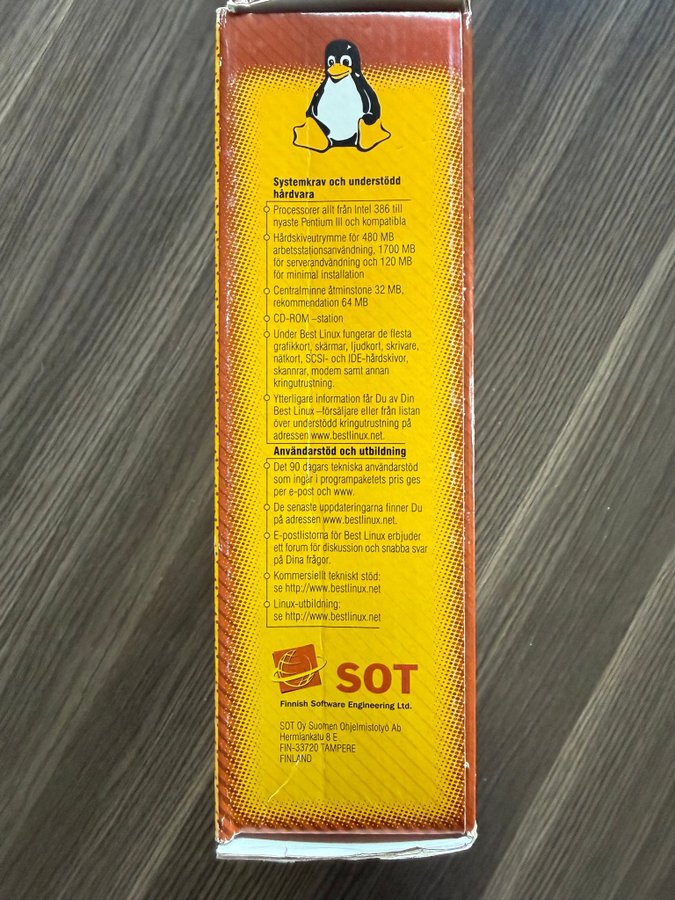 Systemkrav och understödd
hårdvara
Processorer allt från Intel 386 till
nyaste Pentium III och kompatibla
Hårdskiveutrymme för 480 MB
arbetsstationsanvändning, 1700 MB
för serverandvändning och 120 MB
för minimal installation
Centralminne åtminstone 32 MB,
rekommendation 64 MB
CD-ROM –station
Under Best Linux fungerar de flesta
grafikkort, skärmar, ljudkort, skrivare,
nätkort, SCSI- och IDE-hårdskivor,
skannrar, modem samt annan
kringutrustning.
Ytterligare information får Du av Din
Best Linux –försäljare eller från listan
över understödd kringutrustning på
adressen www.bestlinux.net.
Användarstöd och utbildning
Det 90 dagars tekniska användarstöd
som ingår i programpaketets pris ges
per e-post och www.
De senaste uppdateringarna finner Du
på adressen www.bestlinux.net.
E-postlistorna för Best Linux erbjuder
ett forum för diskussion och snabba svar
på Dina frågor.
Kommersiellt tekniskt stöd:
se http://www.bestlinux.net
Linux-utbildning:
se http://www.bestlinux.net
SOT
Finnish Software Engineering Ltd.
SOT Oy Suomen Ohjelmistotyö Ab
Hermiankatu 8 E
FIN-33720 TAMPERE
FINLAND